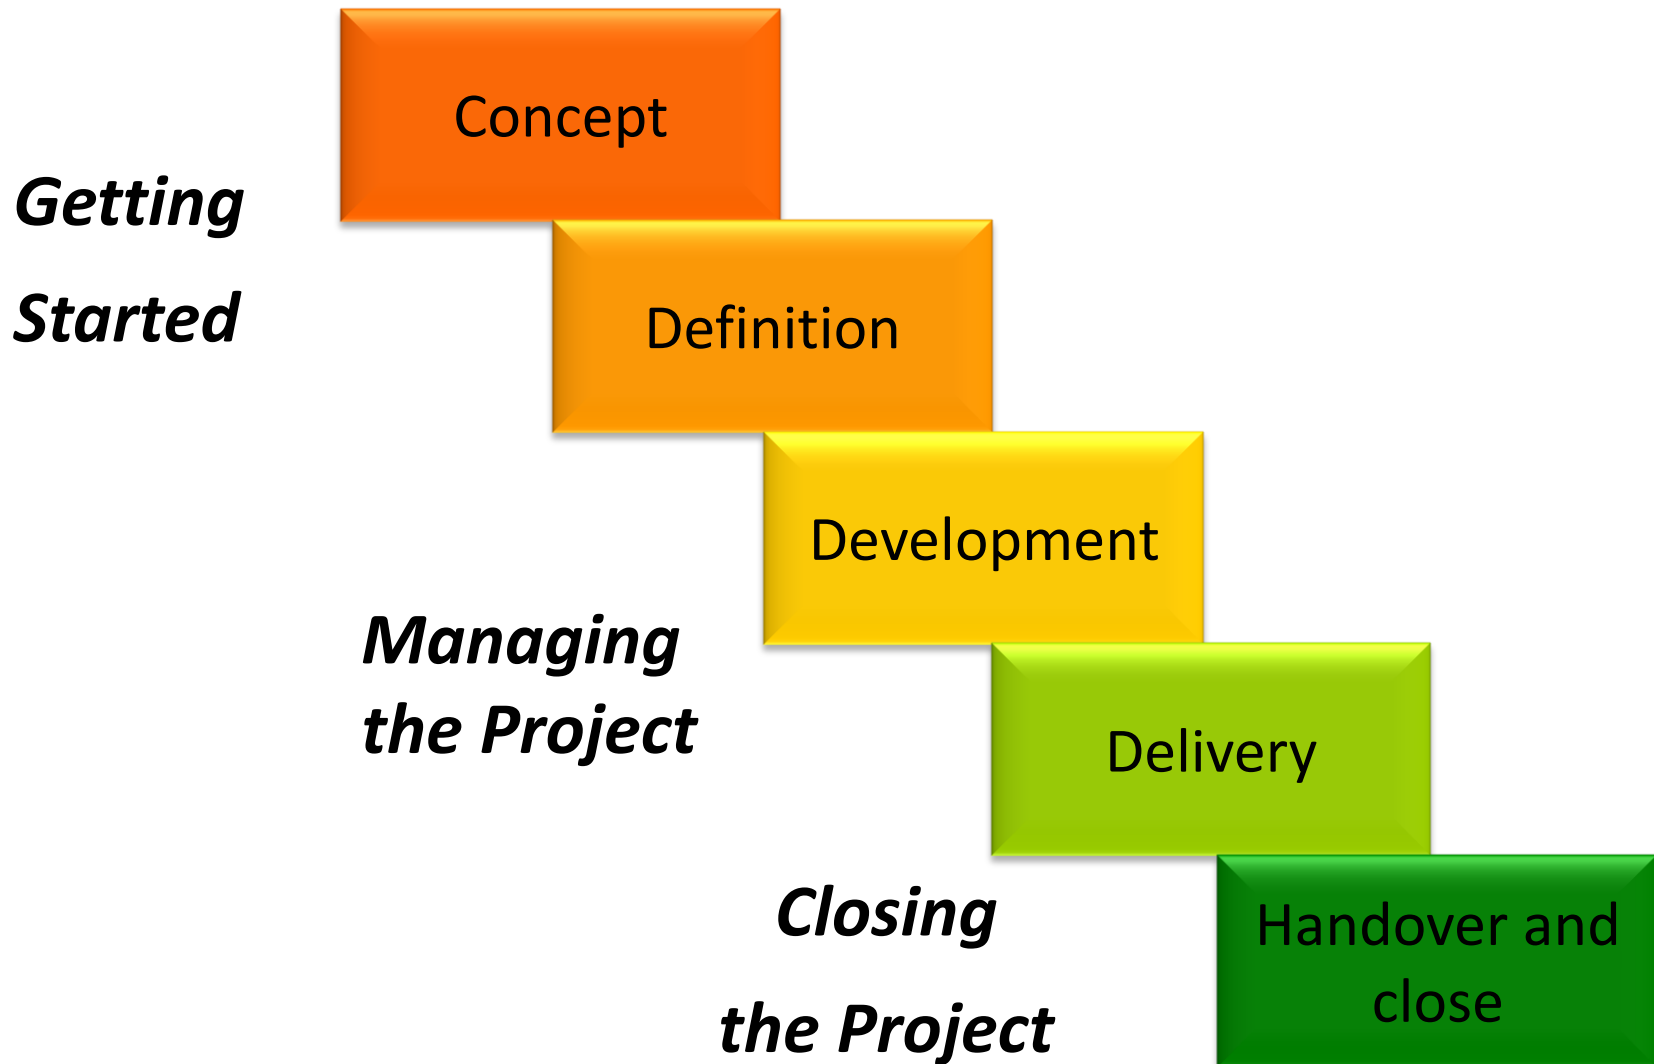 Concept
Getting
Started
Definition
Development
Managing
the Project
Delivery
Closing
the Project
Handover and
close